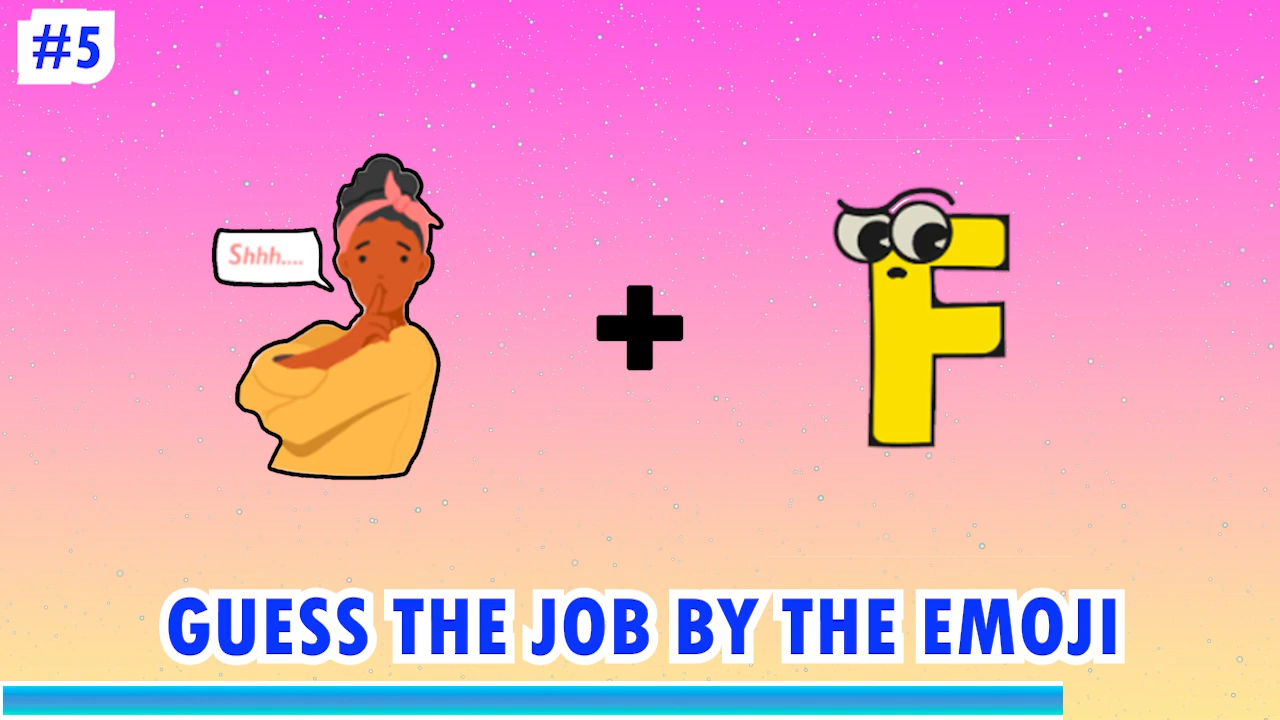 #5
Shhh....
F
GUESS THE JOB BY THE EMOJI